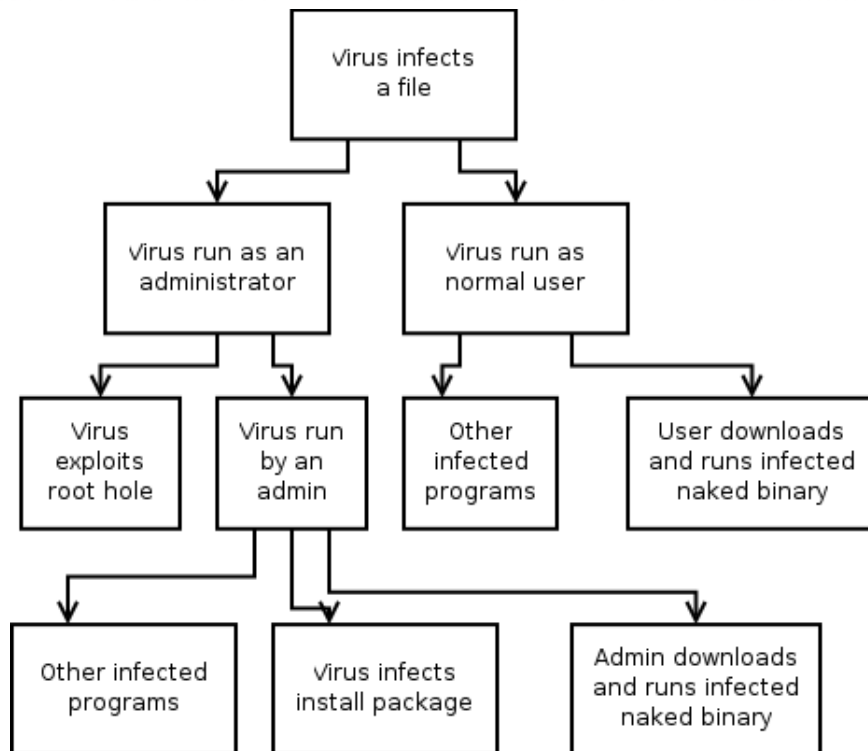 Virus infects
a file
Virus run as an
administrator
Virus run as
normal user
Virus
exploits
root hole
Virus run
by an
admin
Other
infected
programs
User downloads
and runs infected
naked binary
Other infected
programs
Virus infects
install package
Admin downloads
and runs infected
naked binary